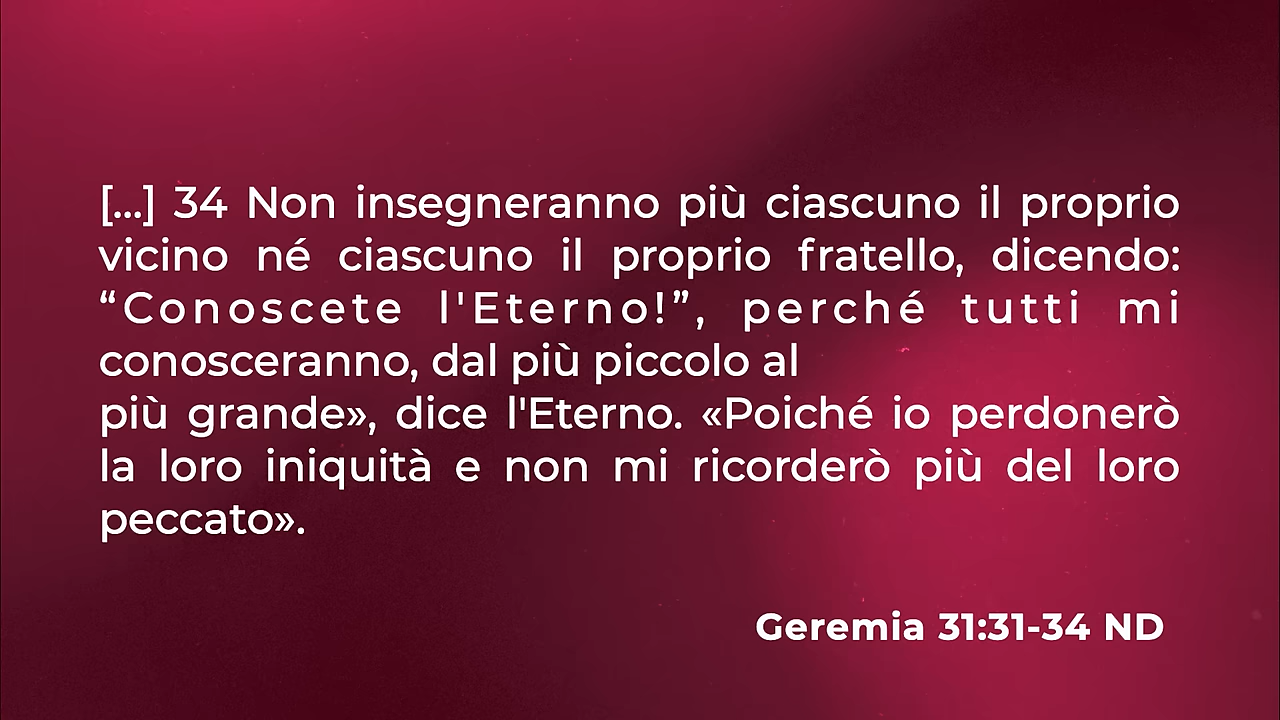 [...] 34 Non insegneranno più ciascuno il proprio
vicino né ciascuno il proprio fratello, dicendo:
“Conoscete l'Eterno!”, perché tutti mi
conosceranno, dal più piccolo al
più grande», dice l'Eterno. «Poiché io perdonerò
la loro iniquità e non mi ricorderò più del loro
peccato».
Geremia 31:31-34 ND